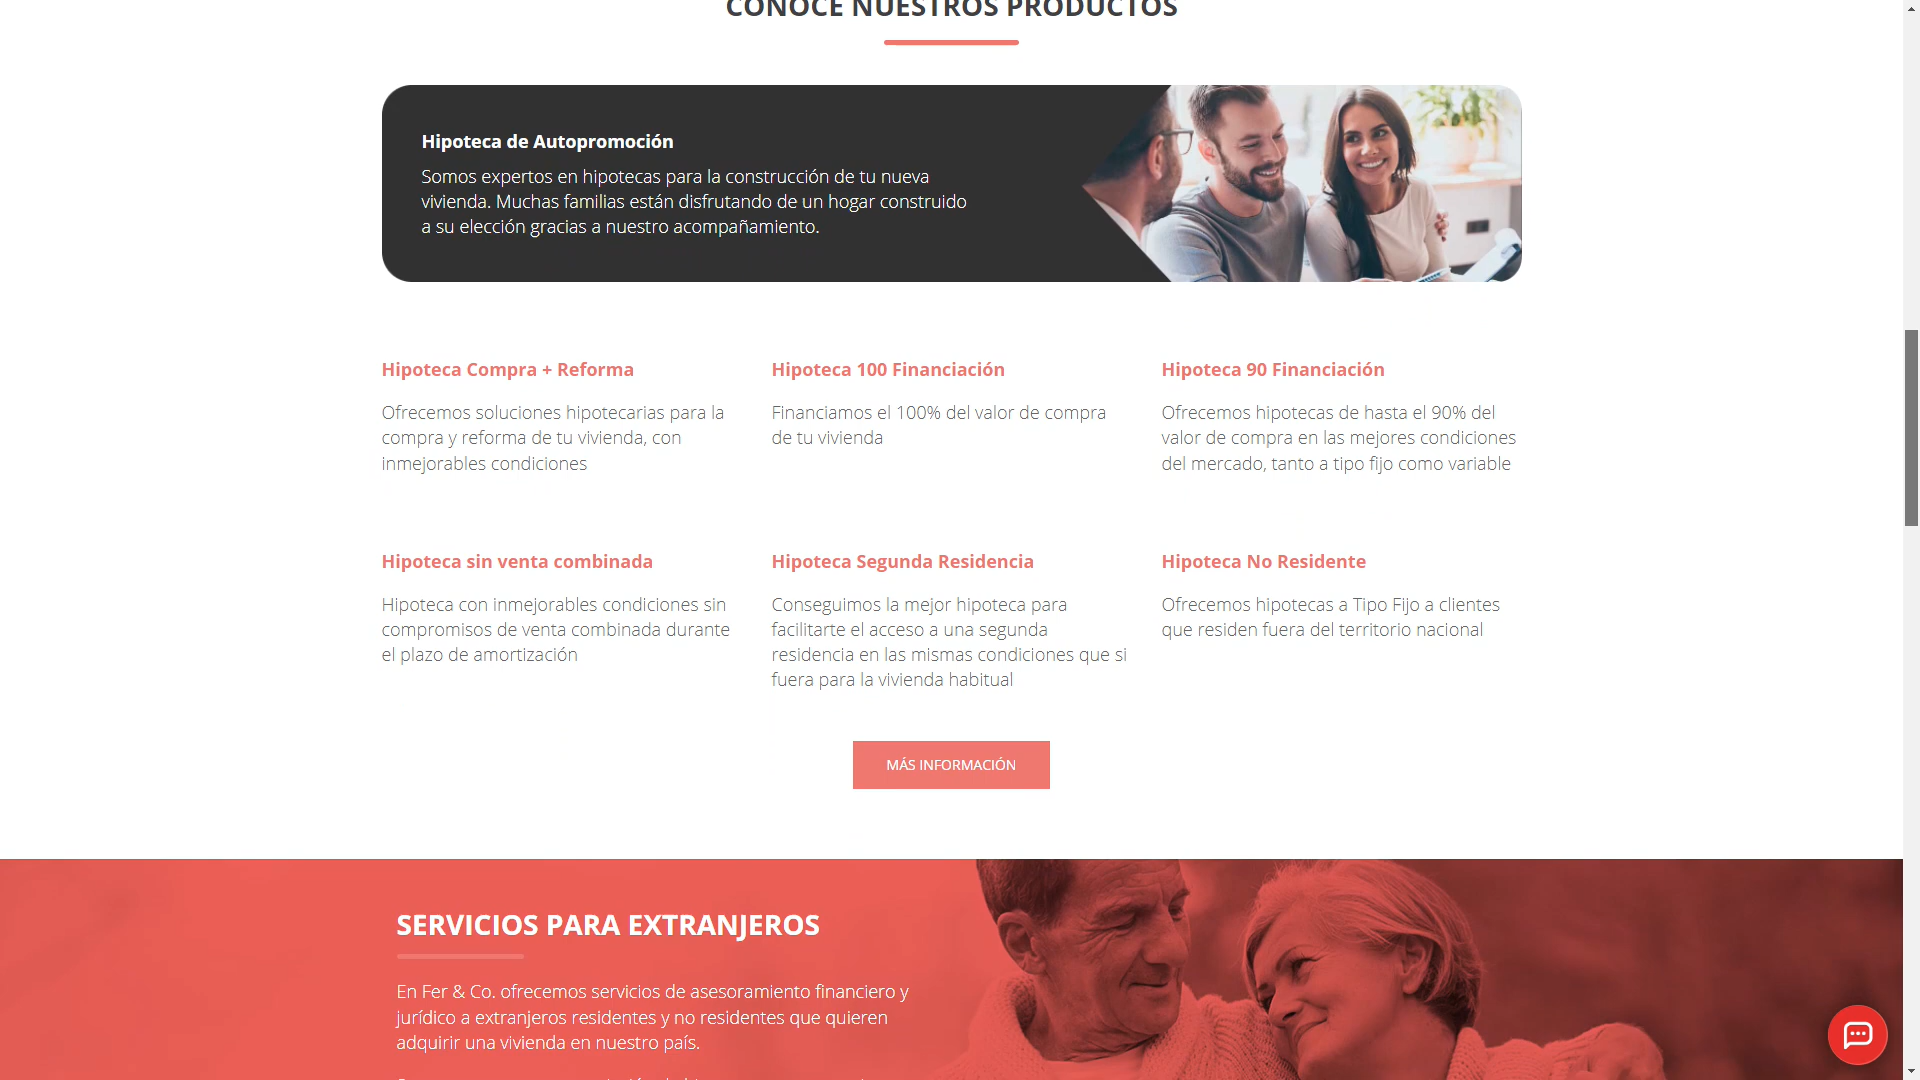 CONOCE NUESTROS PRODUCTOS
Hipoteca de Autopromoción
Somos expertos en hipotecas para la construcción de tu nueva
vivienda. Muchas familias están disfrutando de un hogar construido
a su elección gracias a nuestro acompañamiento.
Hipoteca Compra + Reforma
Ofrecemos soluciones hipotecarias para la
compra y reforma de tu vivienda, con
inmejorables condiciones
Hipoteca 100 Financiación
Financiamos el 100% del valor de compra
de tu vivienda
Hipoteca 90 Financiación
Ofrecemos hipotecas de hasta el 90% del
valor de compra en las mejores condiciones
del mercado, tanto a tipo fijo como variable
Hipoteca sin venta combinada
Hipoteca con inmejorables condiciones sin
compromisos de venta combinada durante
el plazo de amortización
Hipoteca Segunda Residencia
Conseguimos la mejor hipoteca para
facilitarte el acceso a una segunda
residencia en las mismas condiciones que si
fuera para la vivienda habitual
Hipoteca No Residente
Ofrecemos hipotecas a Tipo Fijo a clientes
que residen fuera del territorio nacional
MÁS INFORMACIÓN
SERVICIOS PARA EXTRANJEROS
En Fer & Co. ofrecemos servicios de asesoramiento financiero y
jurídico a extranjeros residentes y no residentes que quieren
adquirir una vivienda en nuestro país.